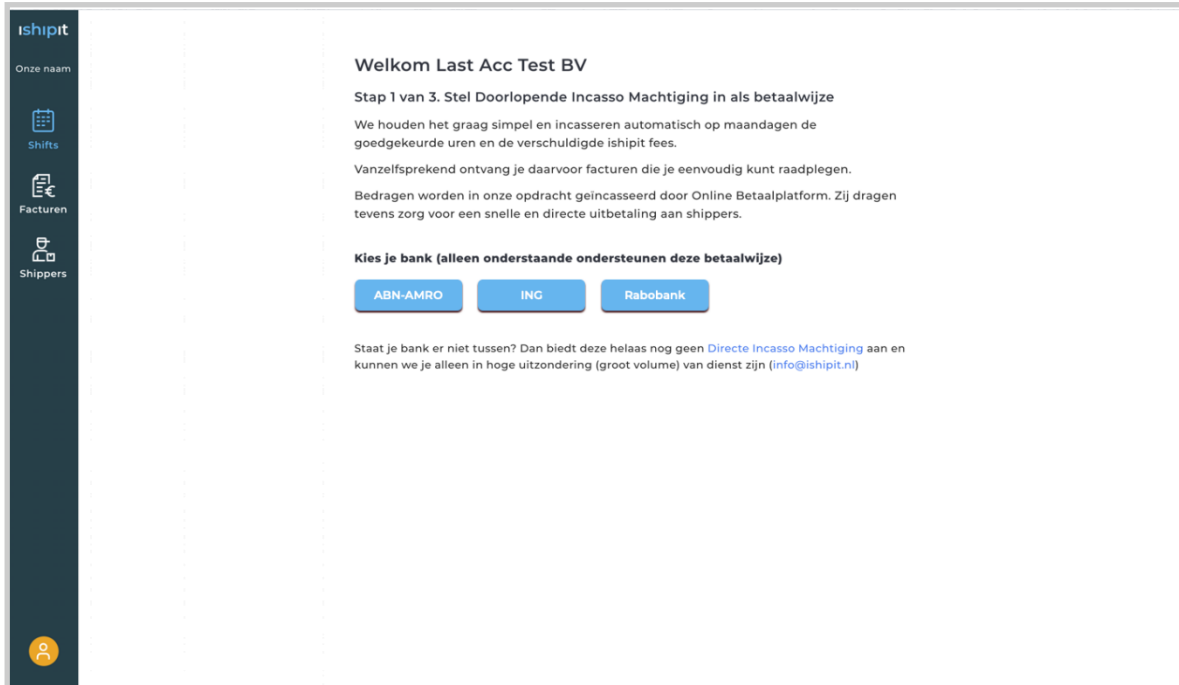 ıshıpıt
Onze naam
Shifts
Facturen
Shippers
Welkom Last Acc Test BV
Stap 1 van 3. Stel Doorlopende Incasso Machtiging in als betaalwijze
We houden het graag simpel en incasseren automatisch op maandagen de
goedgekeurde uren en de verschuldigde ishipit fees.
Vanzelfsprekend ontvang je daarvoor facturen die je eenvoudig kunt raadplegen.
Bedragen worden in onze opdracht geïncasseerd door Online Betaalplatform. Zij dragen
tevens zorg voor een snelle en directe uitbetaling aan shippers.
Kies je bank (alleen onderstaande ondersteunen deze betaalwijze)
ABN-AMRO ING Rabobank
Staat je bank er niet tussen? Dan biedt deze helaas nog geen Directe Incasso Machtiging aan en
kunnen we je alleen in hoge uitzondering (groot volume) van dienst zijn (info@ishipit.nl)